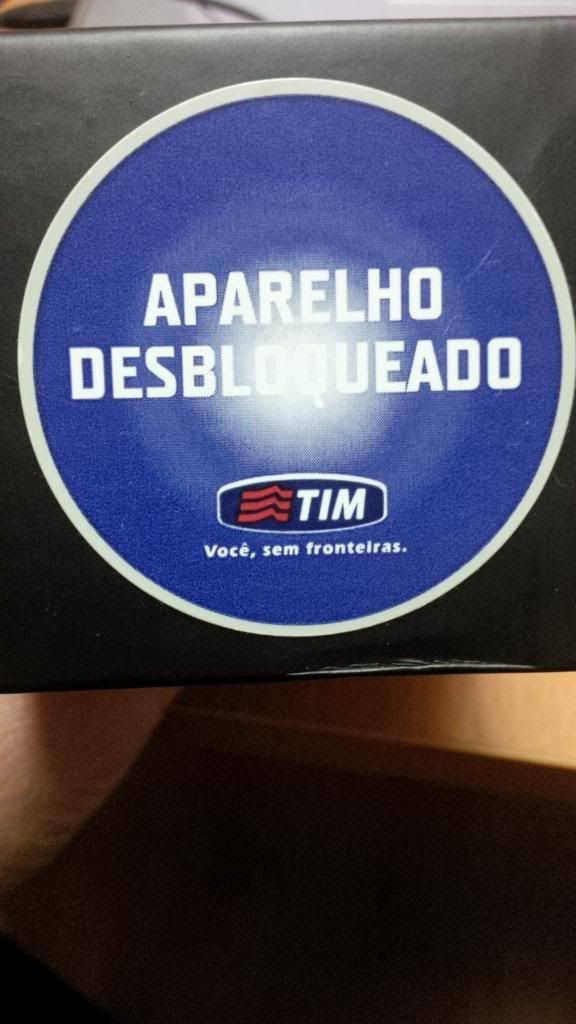 APARELHO
DESBLOQUEADO
TIM
Você, sem fronteiras.